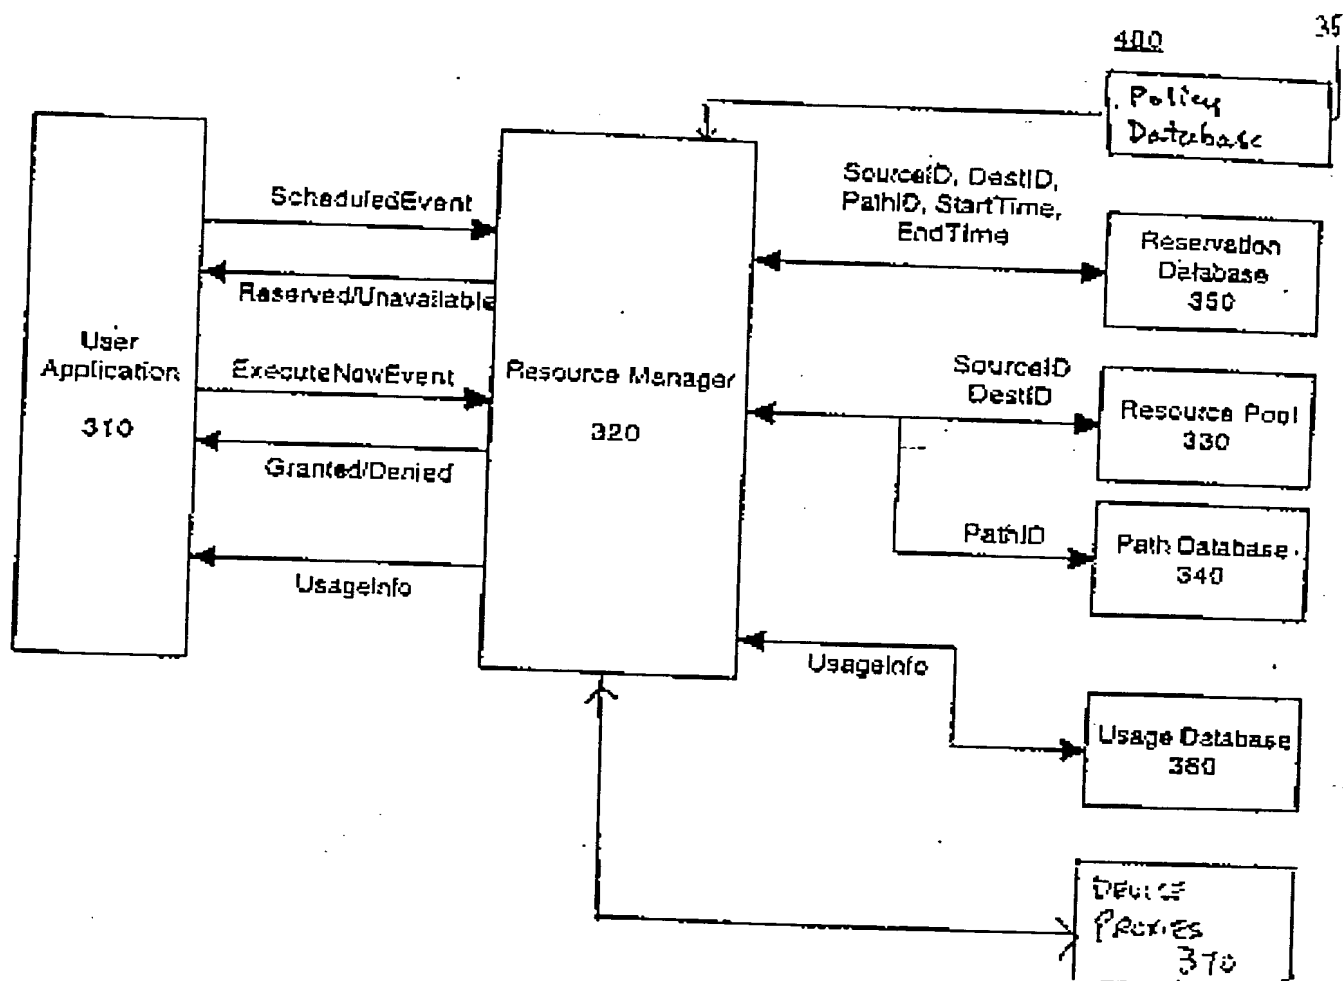 400
35
Policy
Database
SourceID, DestID,
PathID, StartTime,
EndTime
ScheduledEvent
Reservation
Database
350
Reserved/Unavailable
User
Application
310
ExecuteNowEvent
Resource Manager
320
SourceID
DestID
Resource Pool
330
Granted/Denied
PathID
Path Database
340
UsageInfo
UsageInfo
Usage Database
360
DEVICE
PROXIES
370